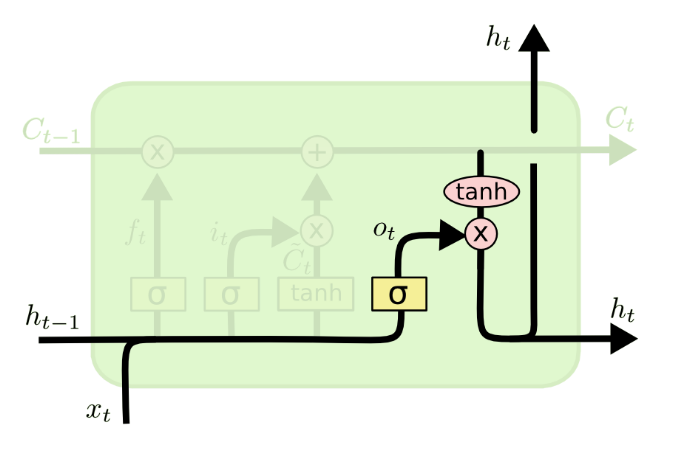 h_t
C_{t-1}
C_t
x
+
tanh
f_t
i_t
x
o_t
x
C̃_t
σ
σ
tanh
σ
h_{t-1}
h_t
x_t